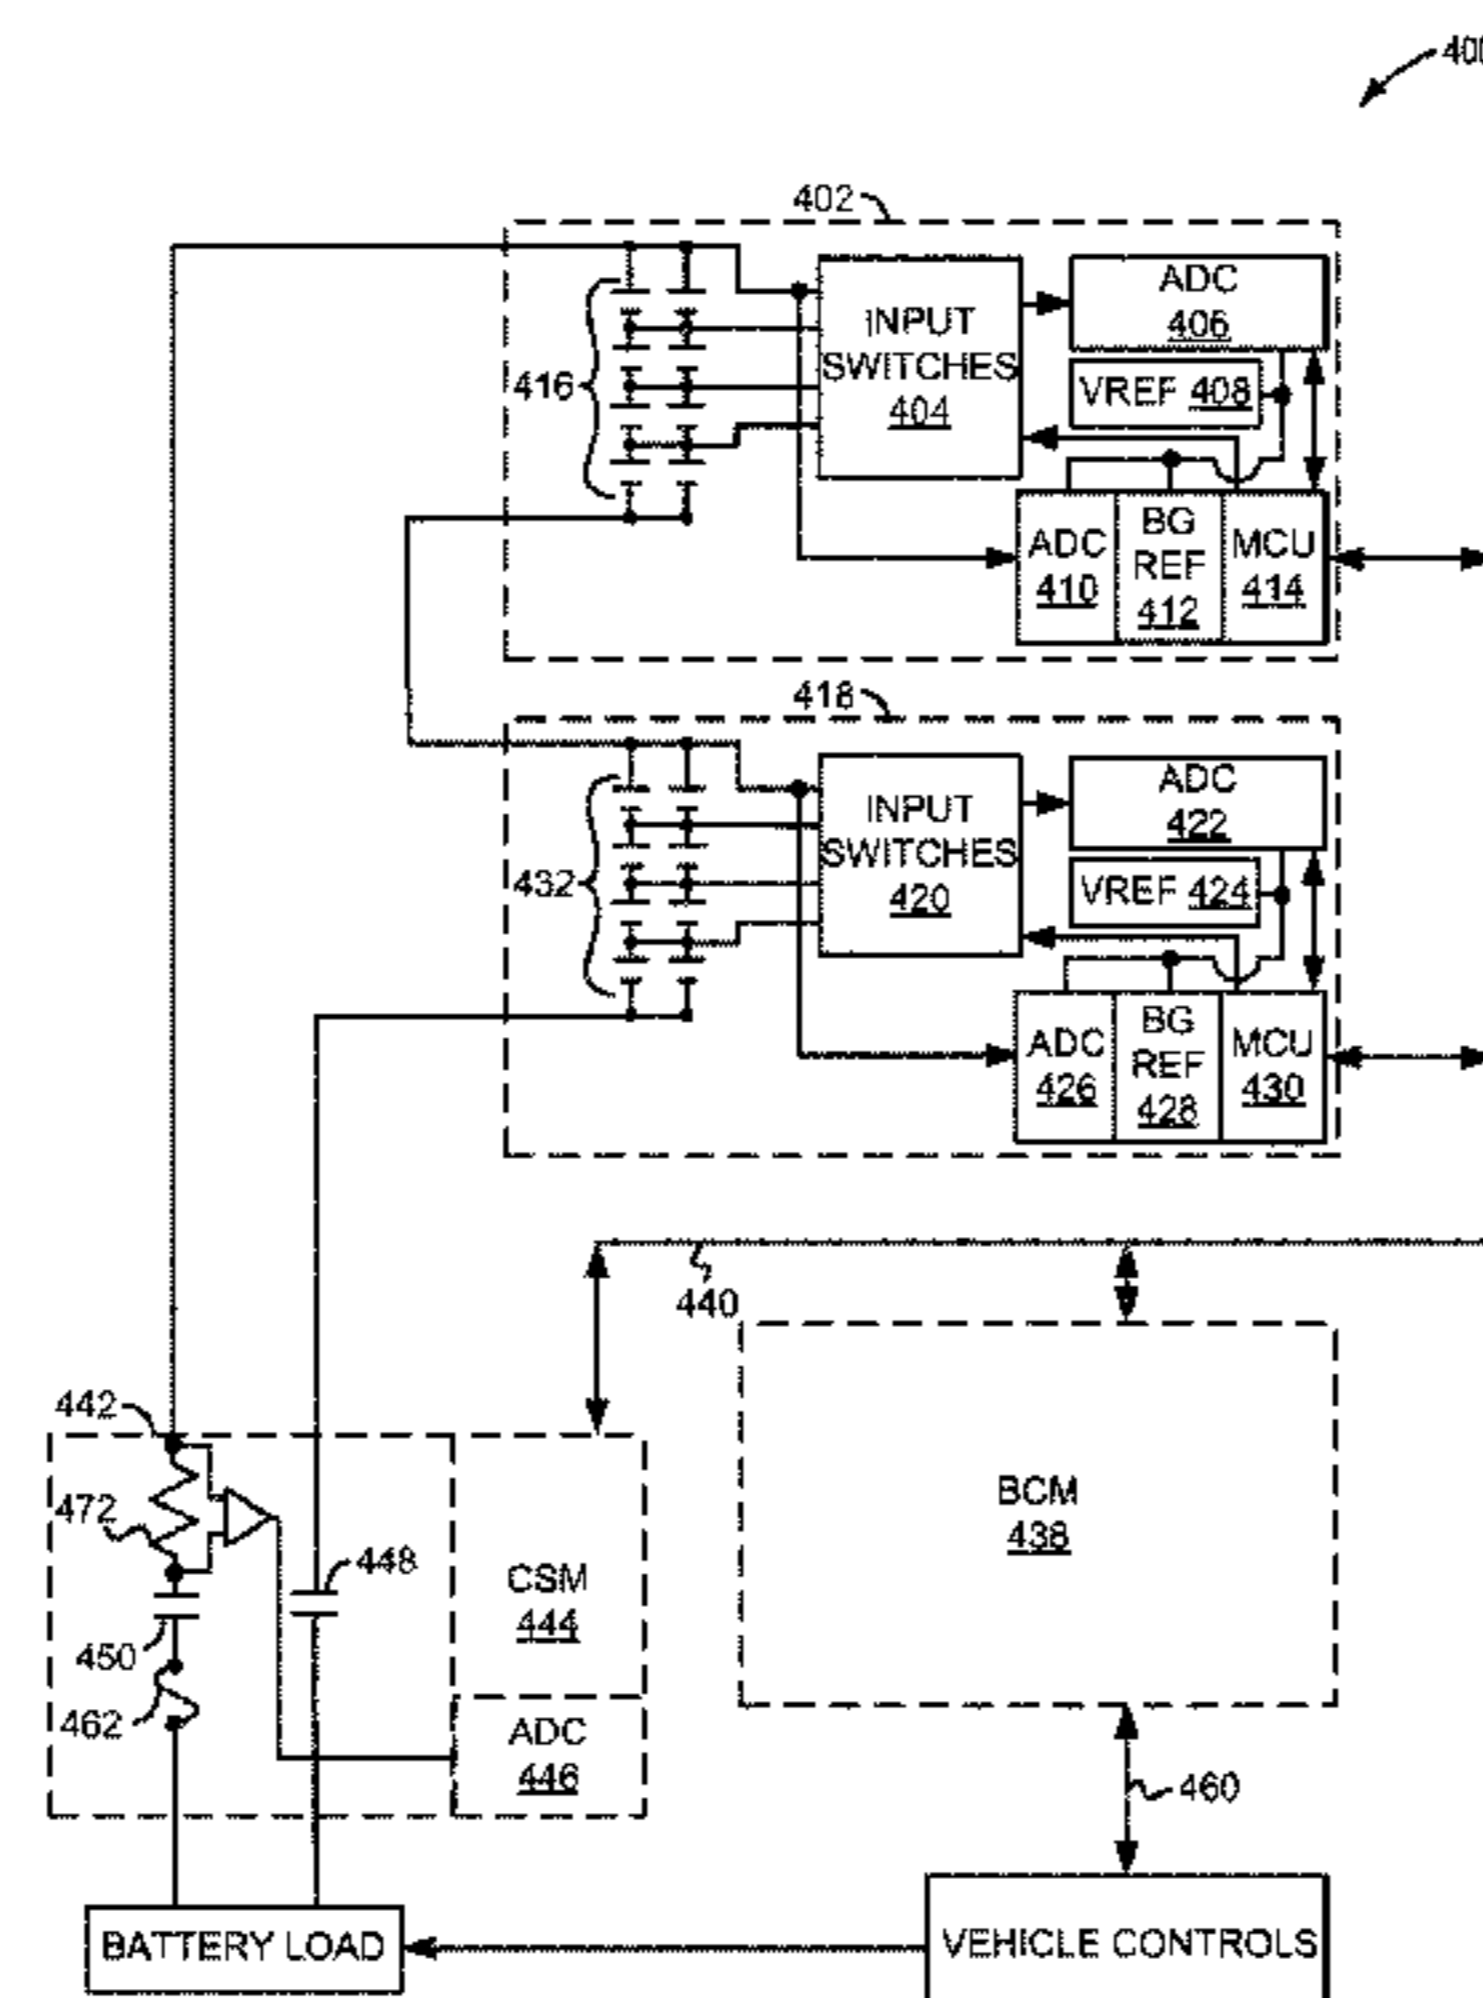 400
402
ADC
406
INPUT
SWITCHES
404
VREF 408
416
ADC
410
BG
REF
412
MCU
414
418
ADC
422
INPUT
SWITCHES
420
VREF 424
432
ADC
426
BG
REF
428
MCU
430
440
442
472
448
450
462
CSM
444
ADC
446
BCM
438
460
BATTERY LOAD
VEHICLE CONTROLS